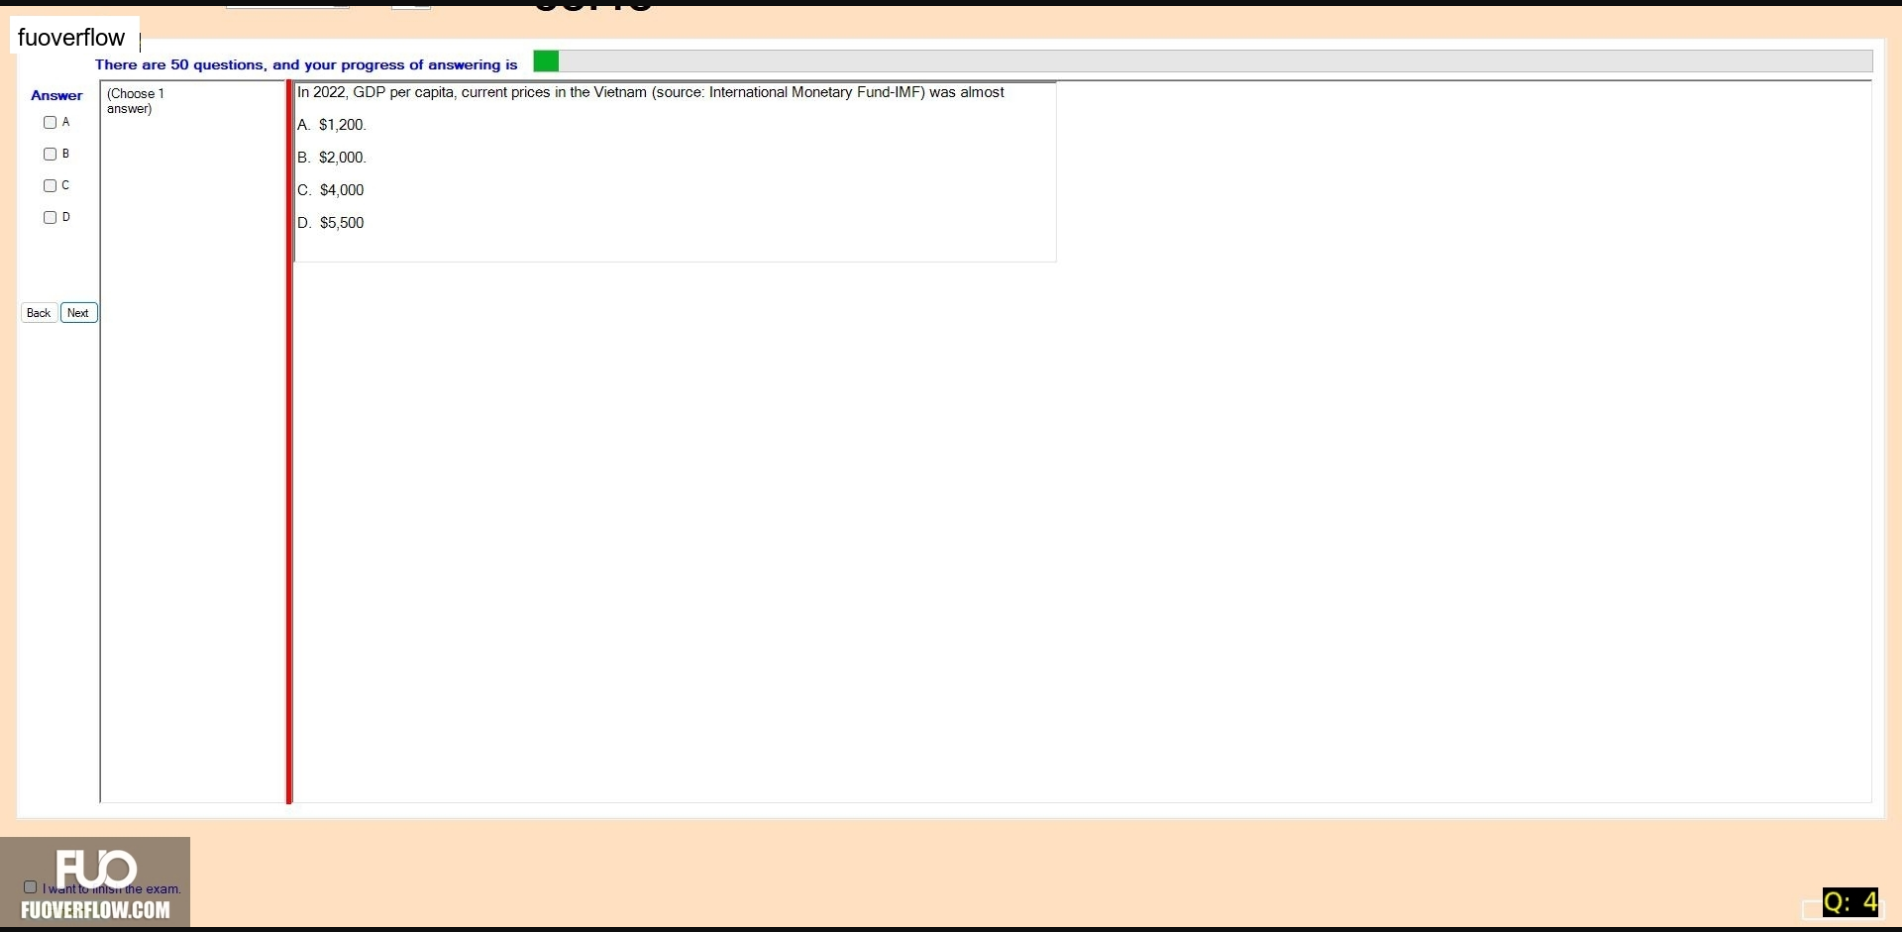 fuoverflow
There are 50 questions, and your progress of answering is
Answer
(Choose 1
answer)
A
B
C
D
Back
Next
In 2022, GDP per capita, current prices in the Vietnam (source: International Monetary Fund-IMF) was almost
A. $1,200.
B. $2,000.
C. $4,000
D. $5,500
FUO
I want to finish the exam.
FUOVERFLOW.COM
Q: 4